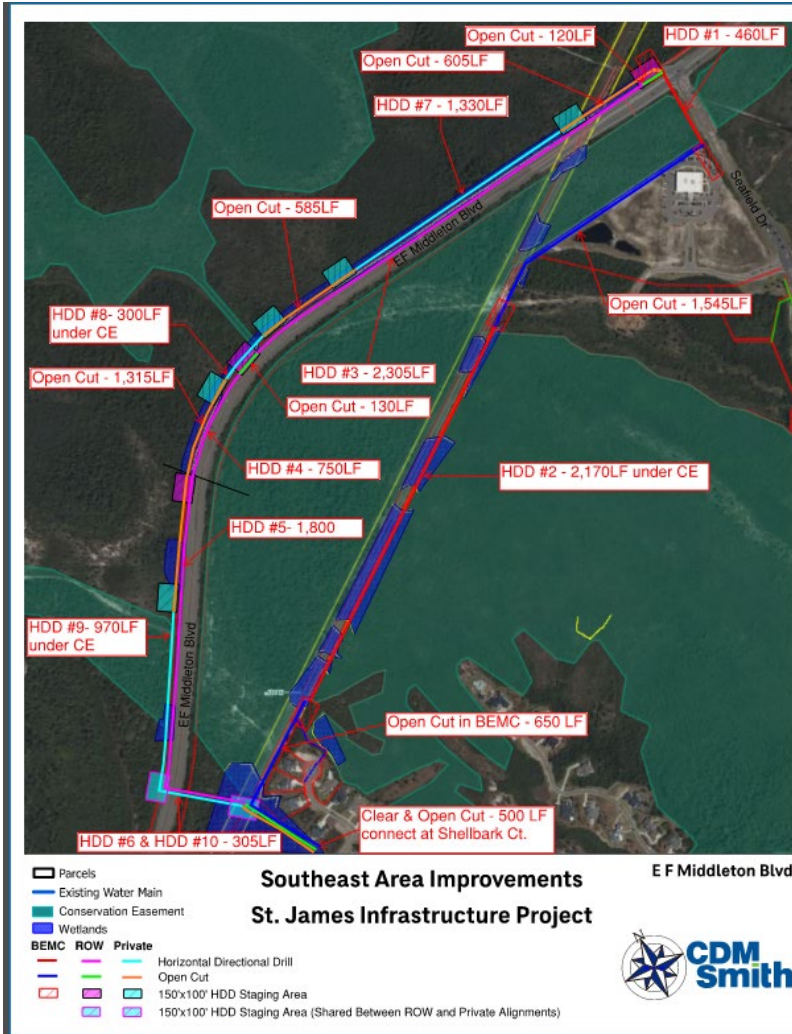 Open Cut - 120LF
HDD #1 - 460LF
Open Cut - 605LF
HDD #7 - 1,330LF
Seafield Dr
Open Cut - 585LF
EF Middleton Blvd
HDD #8- 300LF
under CE
Open Cut - 1,545LF
HDD #3 - 2,305LF
Open Cut - 1,315LF
Open Cut - 130LF
HDD #4 - 750LF
HDD #2 - 2,170LF under CE
HDD #5- 1,800
HDD #9- 970LF
under CE
EF Middleton Blvd
Open Cut in BEMC - 650 LF
Clear & Open Cut - 500 LF
connect at Shellbark Ct.
HDD #6 & HDD #10 - 305LF
Parcels
Existing Water Main
Conservation Easement
Wetlands
BEMC ROW Private
Horizontal Directional Drill
Open Cut
150'x100' HDD Staging Area
150'x100' HDD Staging Area (Shared Between ROW and Private Alignments)
Southeast Area Improvements
St. James Infrastructure Project
E F Middleton Blvd
CDM
Smith